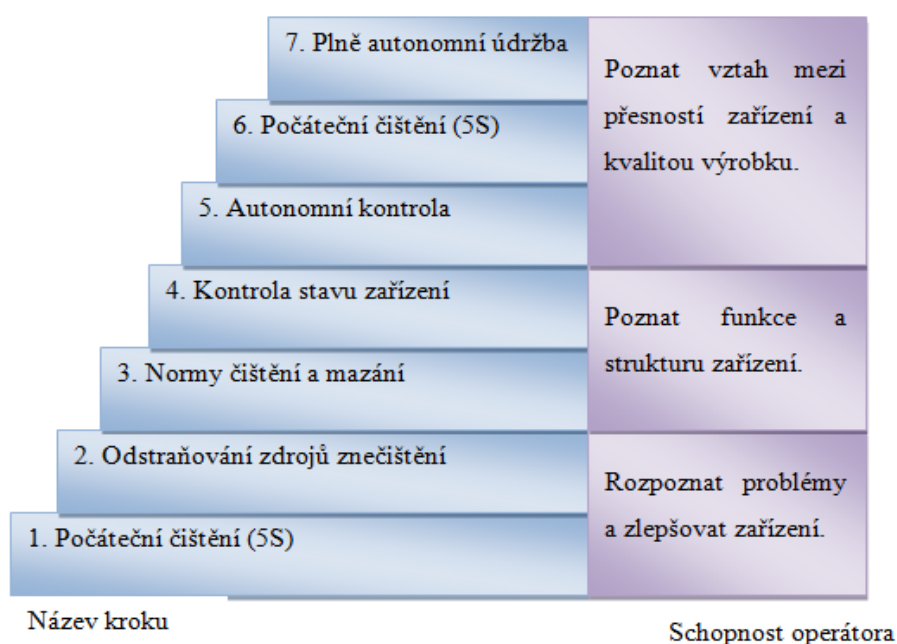 7. Plně autonomní údržba
6. Počáteční čištění (5S)
5. Autonomní kontrola
4. Kontrola stavu zařízení
3. Normy čištění a mazání
2. Odstraňování zdrojů znečištění
1. Počáteční čištění (5S)
Název kroku
Poznat vztah mezi
přesností zařízení a
kvalitou výrobku.
Poznat funkce a
strukturu zařízení.
Rozpoznat problémy
a zlepšovat zařízení.
Schopnost operátora